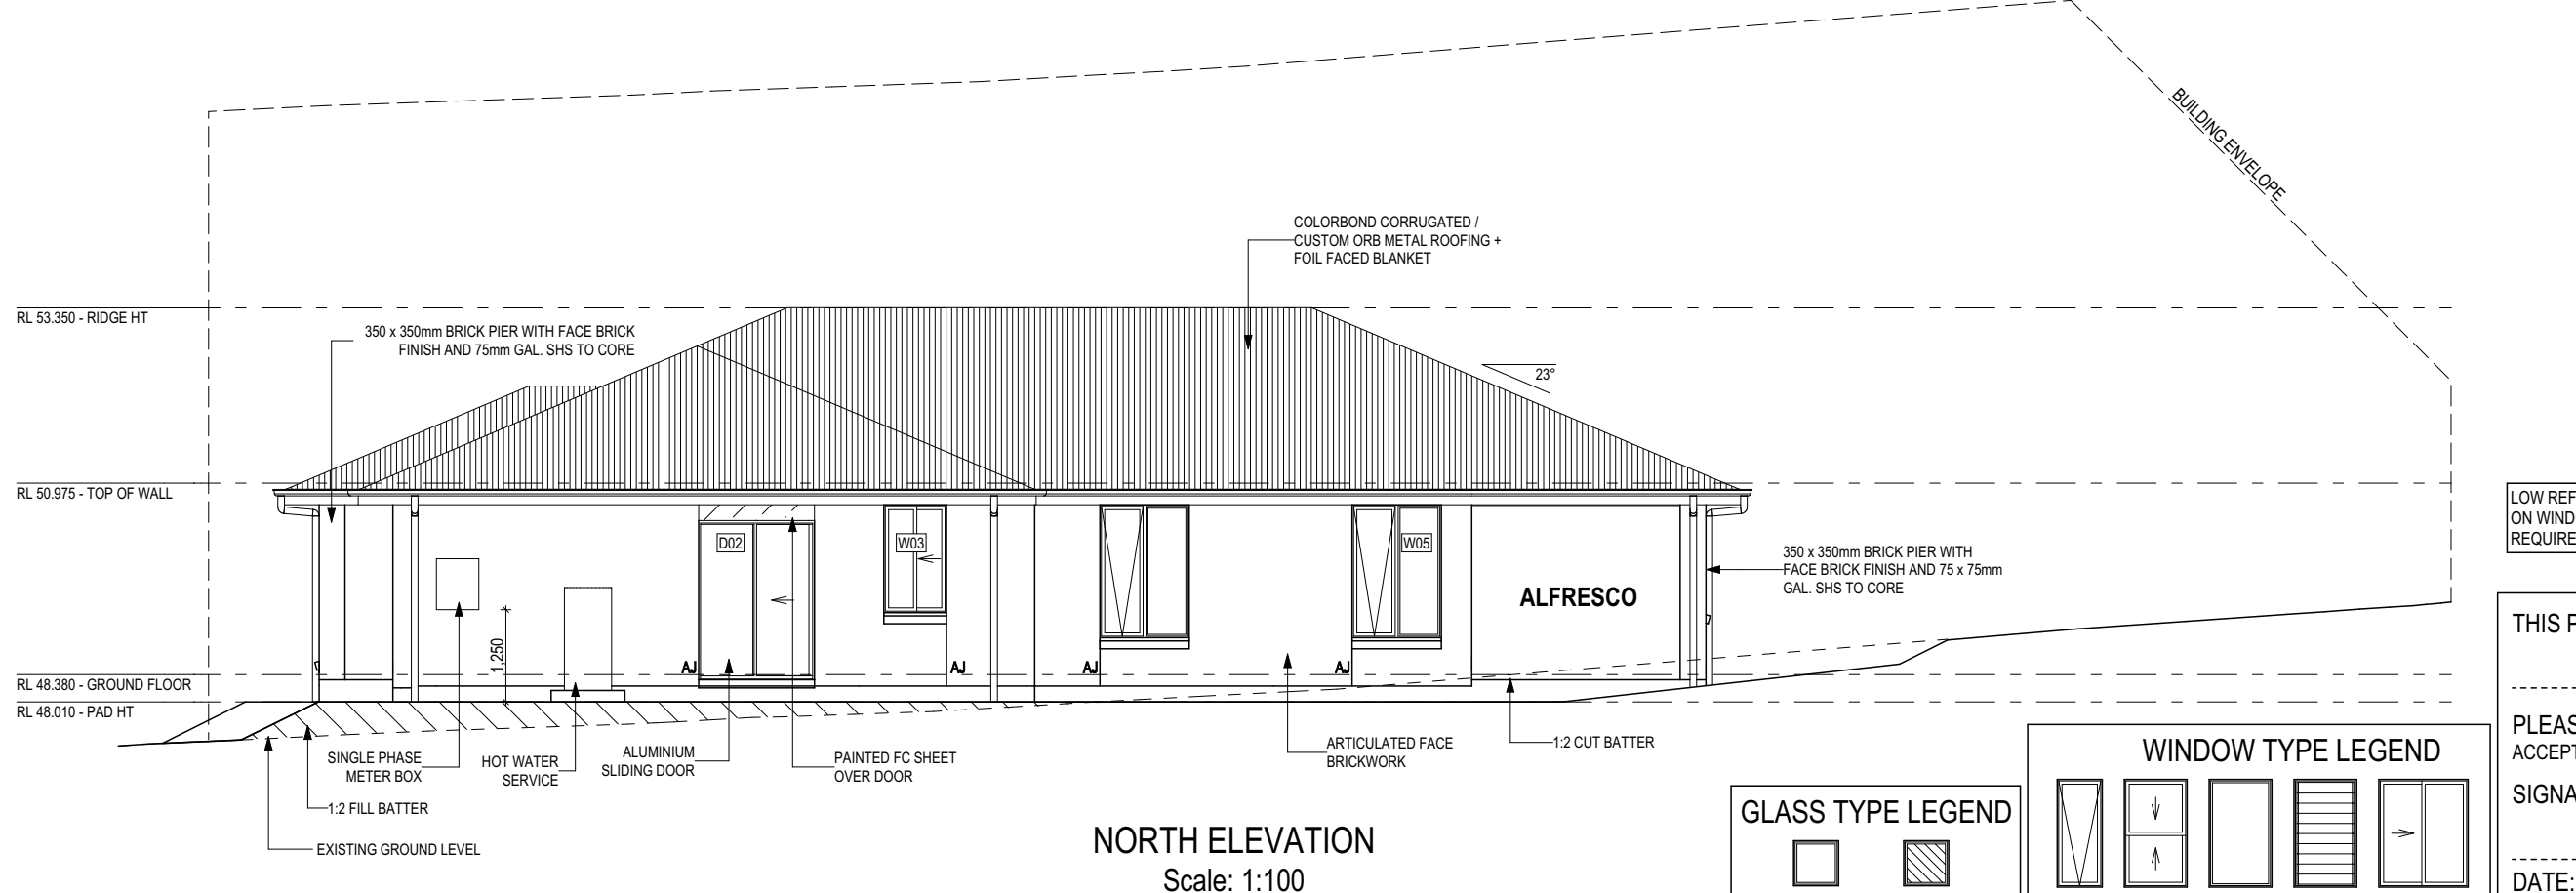 BUILDING ENVELOPE
COLORBOND CORRUGATED /
CUSTOM ORB METAL ROOFING +
FOIL FACED BLANKET
RL 53.350 - RIDGE HT
350 x 350mm BRICK PIER WITH FACE BRICK
FINISH AND 75mm GAL. SHS TO CORE
23°
RL 50.975 - TOP OF WALL
LOW REF
ON WIND
REQUIRE
D02
W03
W05
350 x 350mm BRICK PIER WITH
FACE BRICK FINISH AND 75 x 75mm
GAL. SHS TO CORE
ALFRESCO
1,250
AJ
AJ
AJ
AJ
RL 48.380 - GROUND FLOOR
RL 48.010 - PAD HT
SINGLE PHASE
METER BOX
HOT WATER
SERVICE
ALUMINIUM
SLIDING DOOR
PAINTED FC SHEET
OVER DOOR
ARTICULATED FACE
BRICKWORK
1:2 CUT BATTER
1:2 FILL BATTER
EXISTING GROUND LEVEL
NORTH ELEVATION
Scale: 1:100
GLASS TYPE LEGEND
WINDOW TYPE LEGEND
THIS P
PLEAS
ACCEPT
SIGNA
DATE: